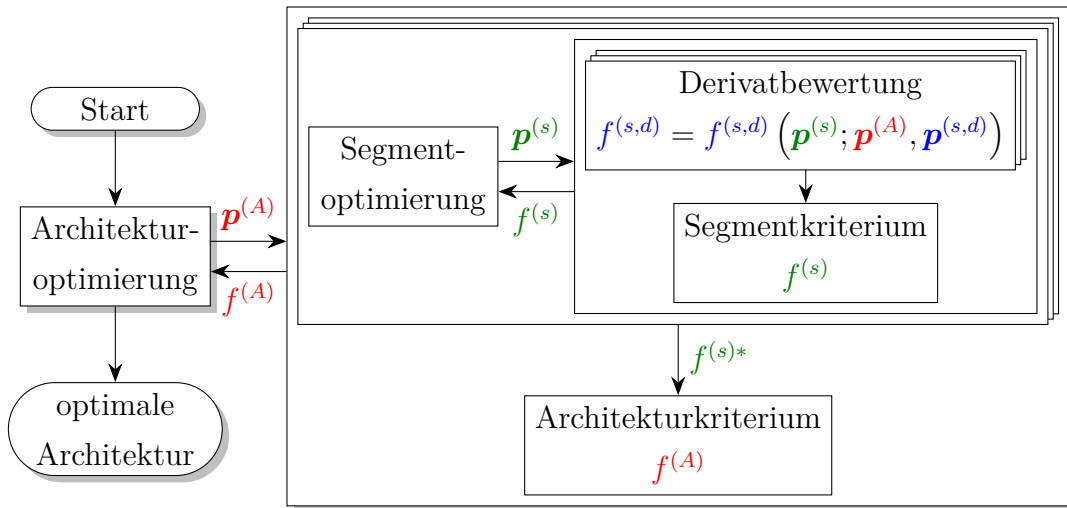 Start
Architektur-
optimierung
optimale
Architektur
p^(A)
f^(A)
Segment-
optimierung
p^(s)
f^(s)
Derivatbewertung
f^(s,d) = f^(s,d) (p^(s); p^(A), p^(s,d))
Segmentkriterium
f^(s)
f^(s)*
Architekturkriterium
f^(A)